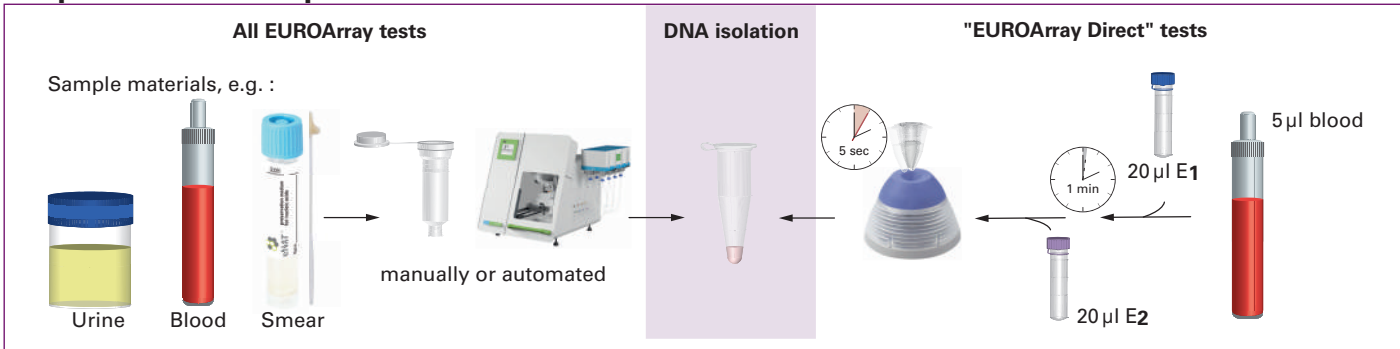 All EUROArray tests
DNA isolation
"EUROArray Direct" tests
Sample materials, e.g. :
5 sec
1 min
20 µl E1
5 µl blood
manually or automated
20 µl E2
Urine
Blood
Smear